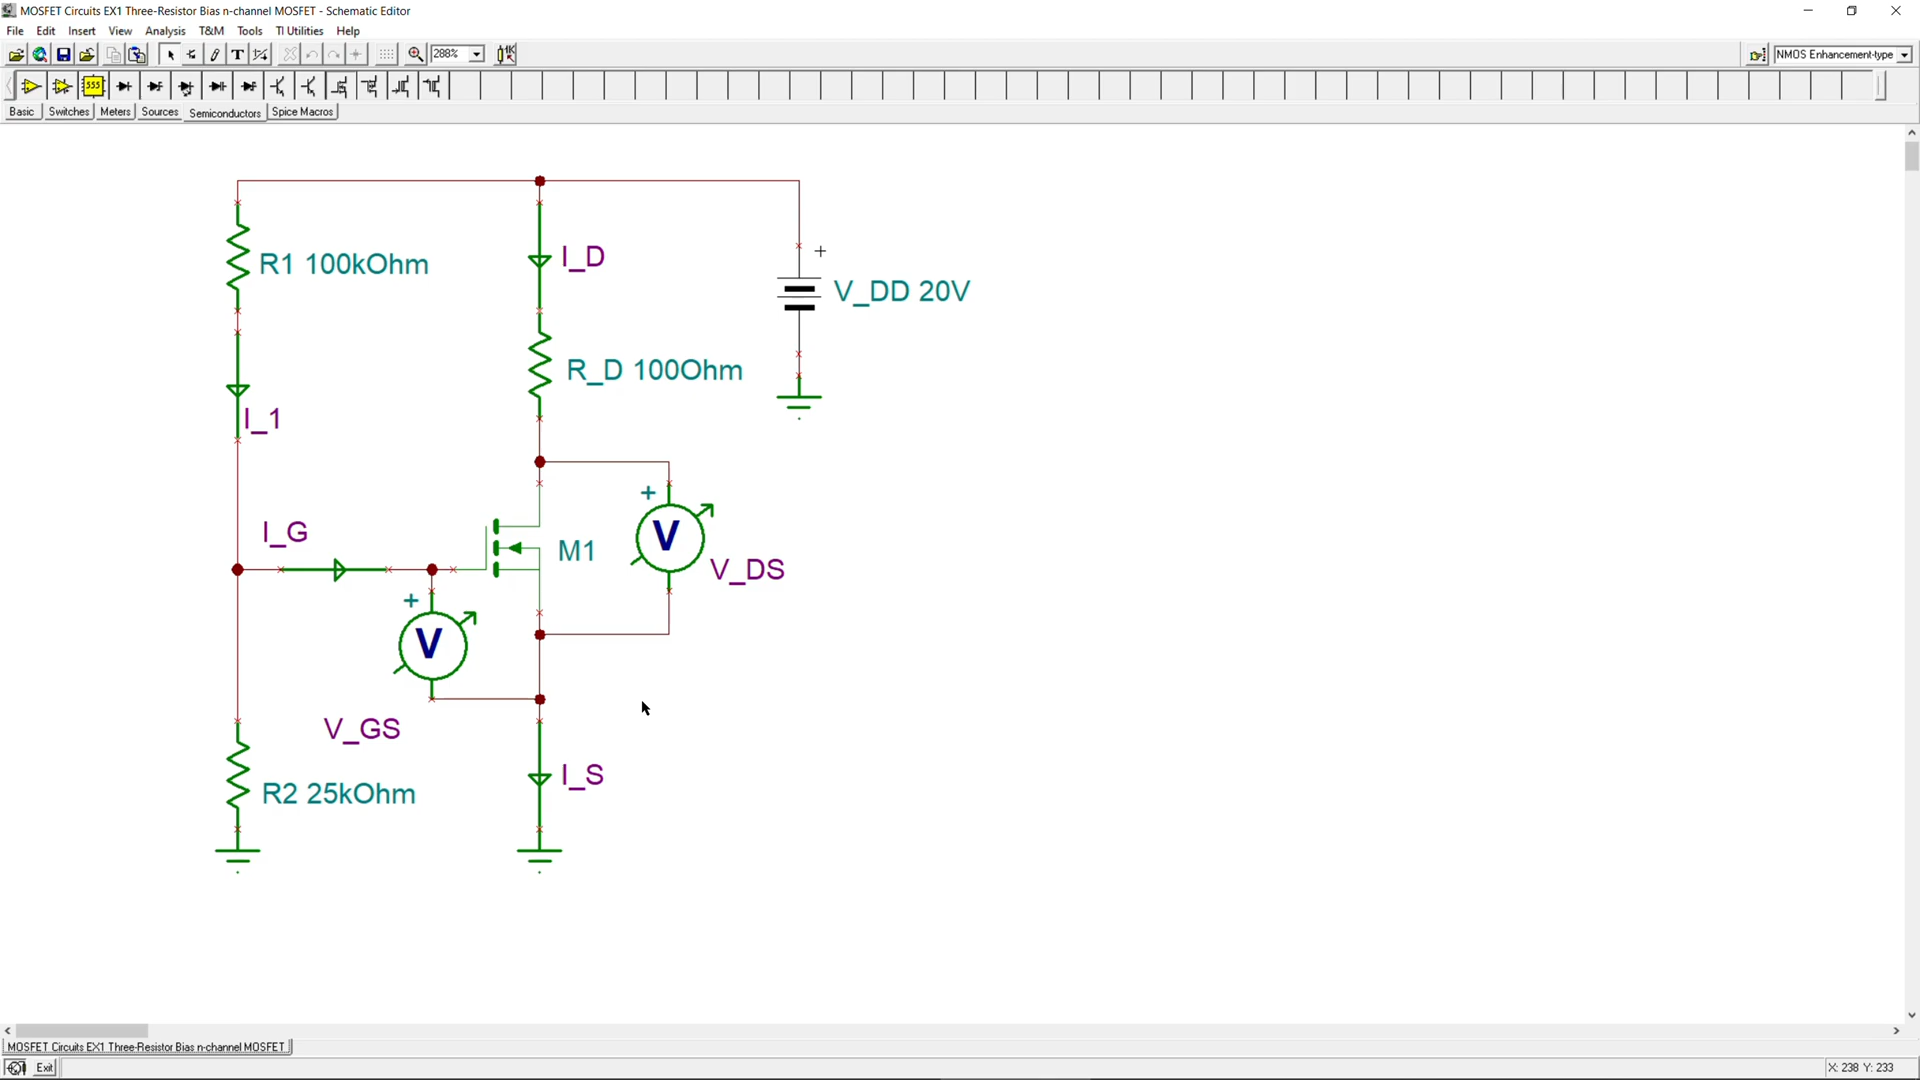 MOSFET Circuits EX1 Three-Resistor Bias n-channel MOSFET - Schematic Editor
File Edit Insert View Analysis T&M Tools TI Utilities Help
T 288% 1K NMOS Enhancement-type
555
Basic Switches Meters Sources Semiconductors Spice Macros
R1 100kOhm
I_D
+
V_DD 20V
R_D 100Ohm
I_1
+
I_G
V
M1
V_DS
+
V
V_GS
I_S
R2 25kOhm
MOSFET Circuits EX1 Three-Resistor Bias n-channel MOSFET
Exit
X: 238 Y: 233